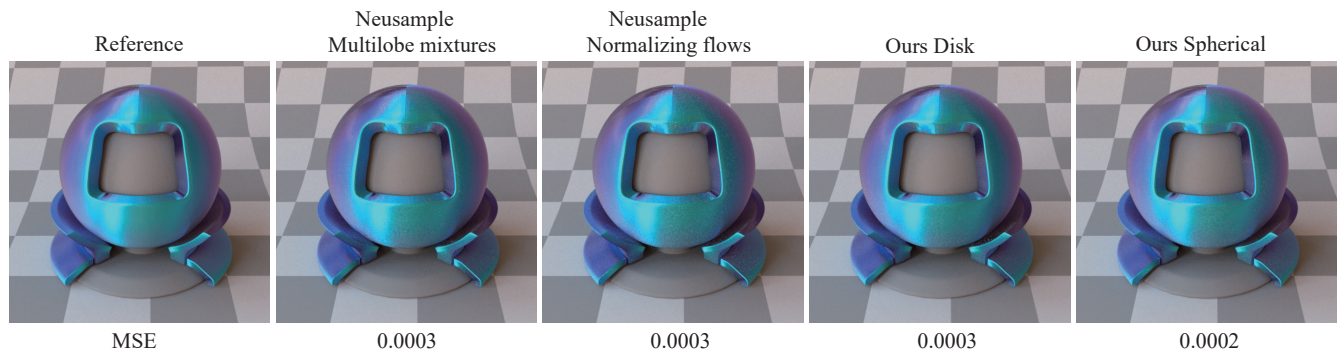 Reference
Neusample
Multilobe mixtures
Neusample
Normalizing flows
Ours Disk
Ours Spherical
MSE
0.0003
0.0003
0.0003
0.0002